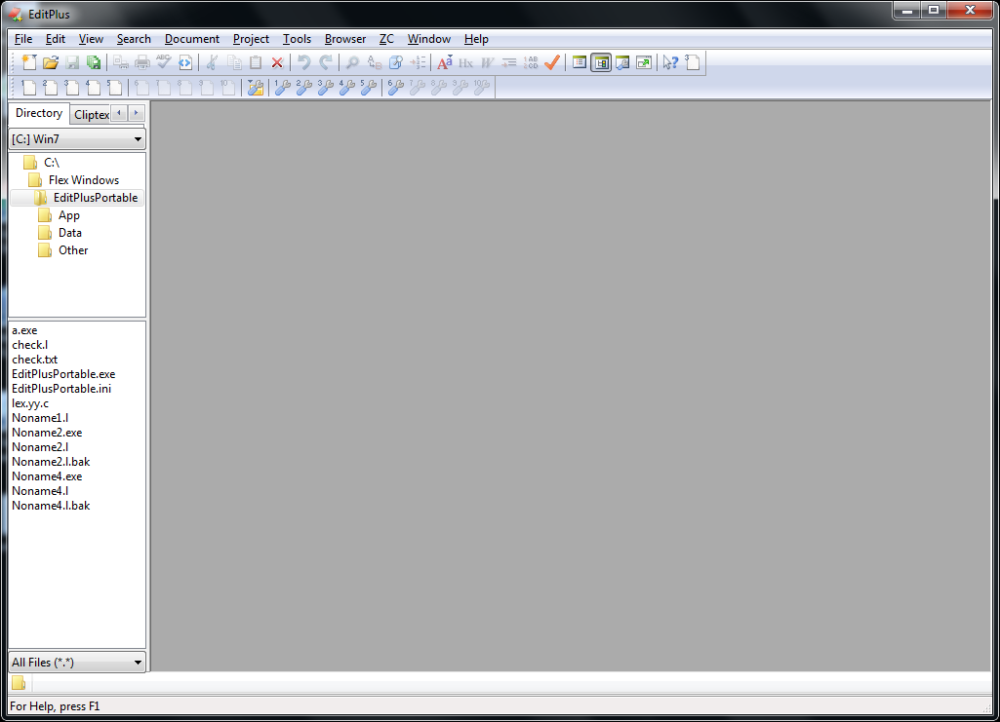 EditPlus
File Edit View Search Document Project Tools Browser ZC Window Help
Directory Cliptex
[C:] Win7
C:\
Flex Windows
EditPlusPortable
App
Data
Other
a.exe
check.l
check.txt
EditPlusPortable.exe
EditPlusPortable.ini
lex.yy.c
Noname1.l
Noname2.exe
Noname2.l
Noname2.l.bak
Noname4.exe
Noname4.l
Noname4.l.bak
All Files (*.*)
For Help, press F1